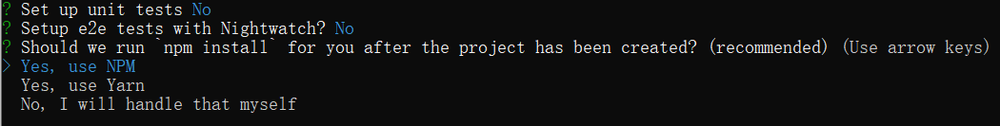 ? Set up unit tests No
? Setup e2e tests with Nightwatch? No
? Should we run `npm install` for you after the project has been created? (recommended) (Use arrow keys)
> Yes, use NPM
Yes, use Yarn
No, I will handle that myself